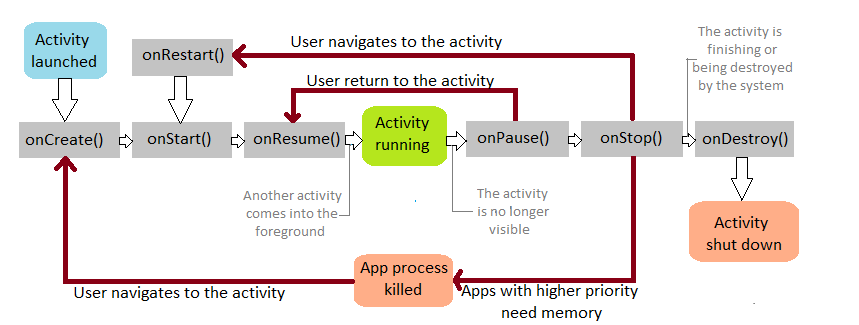 Activity
launched
onRestart()
User navigates to the activity
The activity is
finishing or
being destroyed
by the system
User return to the activity
onCreate()
onStart()
onResume()
Activity
running
onPause()
onStop()
onDestroy()
Another activity
comes into the
foreground
The activity
is no longer
visible
Activity
shut down
App process
killed
User navigates to the activity
Apps with higher priority
need memory